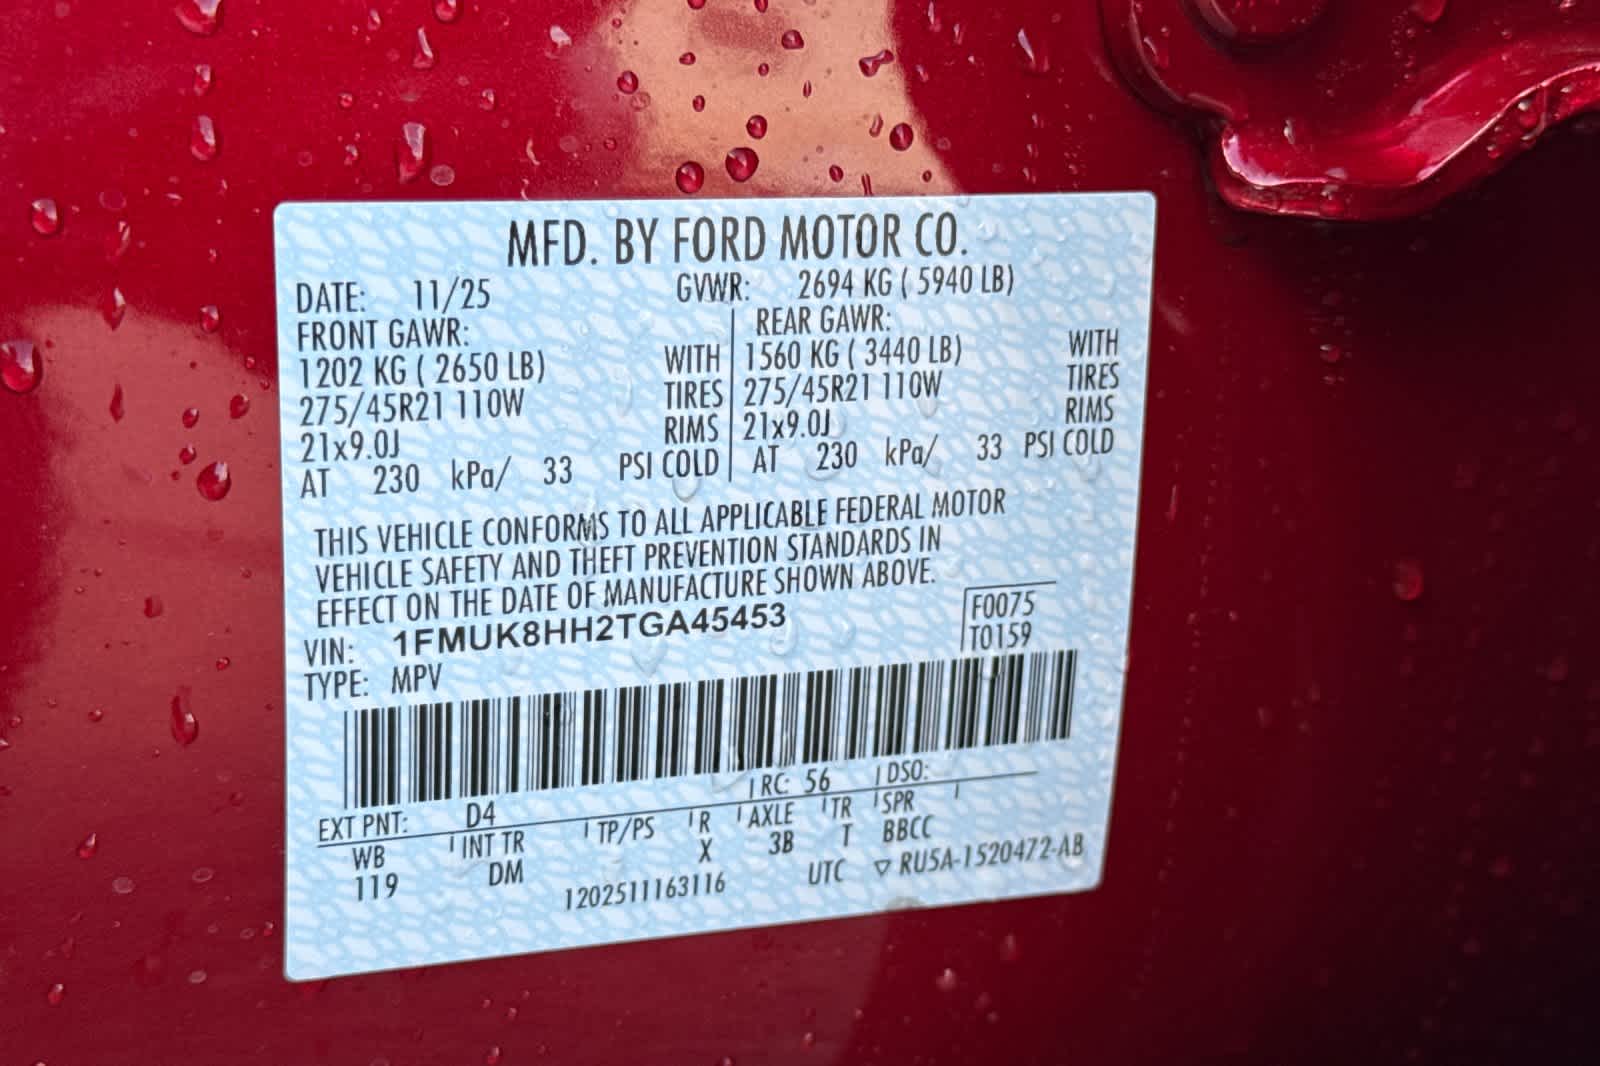 MFD. BY FORD MOTOR CO.
DATE: 11/25 GVWR: 2694 KG ( 5940 LB)
FRONT GAWR: REAR GAWR:
1202 KG ( 2650 LB) WITH 1560 KG ( 3440 LB) WITH
275/45R21 110W TIRES 275/45R21 110W TIRES
21x9.0J RIMS 21x9.0J RIMS
AT 230 kPa/ 33 PSI COLD AT 230 kPa/ 33 PSI COLD
THIS VEHICLE CONFORMS TO ALL APPLICABLE FEDERAL MOTOR
VEHICLE SAFETY AND THEFT PREVENTION STANDARDS IN
EFFECT ON THE DATE OF MANUFACTURE SHOWN ABOVE.
VIN: 1FMUK8HH2TGA45453 F0075
TYPE: MPV T0159
EXT PNT: D4 RC: 56 DSO:
WB INT TR TP/PS R AXLE TR SPR
119 DM X 3B T BBCC
1202511163116 UTC ▽ RU5A-1520472-AB